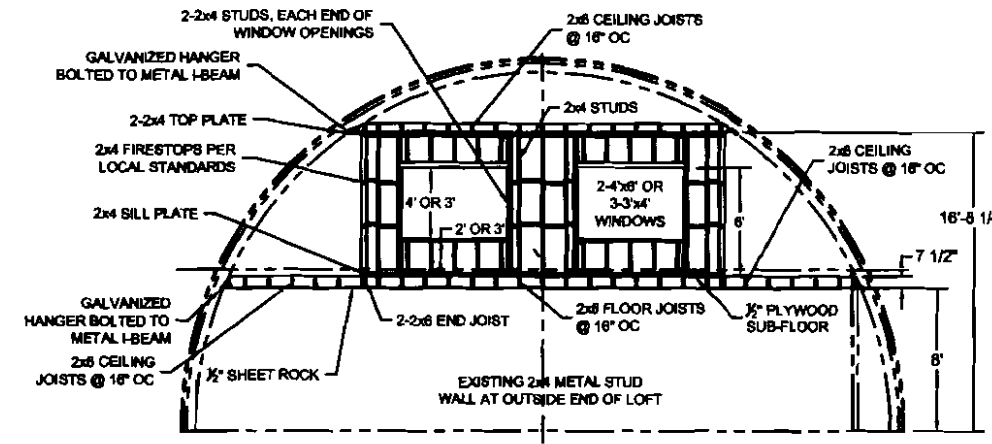 2-2x4 STUDS, EACH END OF
WINDOW OPENINGS
2x6 CEILING JOISTS
@ 16" OC
GALVANIZED HANGER
BOLTED TO METAL I-BEAM
2x4 STUDS
2-2x4 TOP PLATE
2x4 FIRESTOPS PER
LOCAL STANDARDS
2x6 CEILING
JOISTS @ 16" OC
4' OR 3'
2-4'x6' OR
3-3'x4'
WINDOWS
6'
2x4 SILL PLATE
2' OR 3'
7 1/2"
GALVANIZED
HANGER BOLTED TO
METAL I-BEAM
2-2x6 END JOIST
2x6 FLOOR JOISTS
@ 16" OC
½" PLYWOOD
SUB-FLOOR
2x6 CEILING
JOISTS @ 16" OC
½" SHEET ROCK
8'
EXISTING 2x4 METAL STUD
WALL AT OUTSIDE END OF LOFT